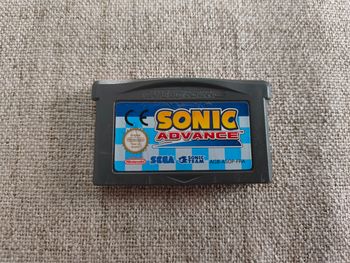 CE SONIC
ADVANCE
SEGA SONIC TEAM AGB-ASOP-FRA